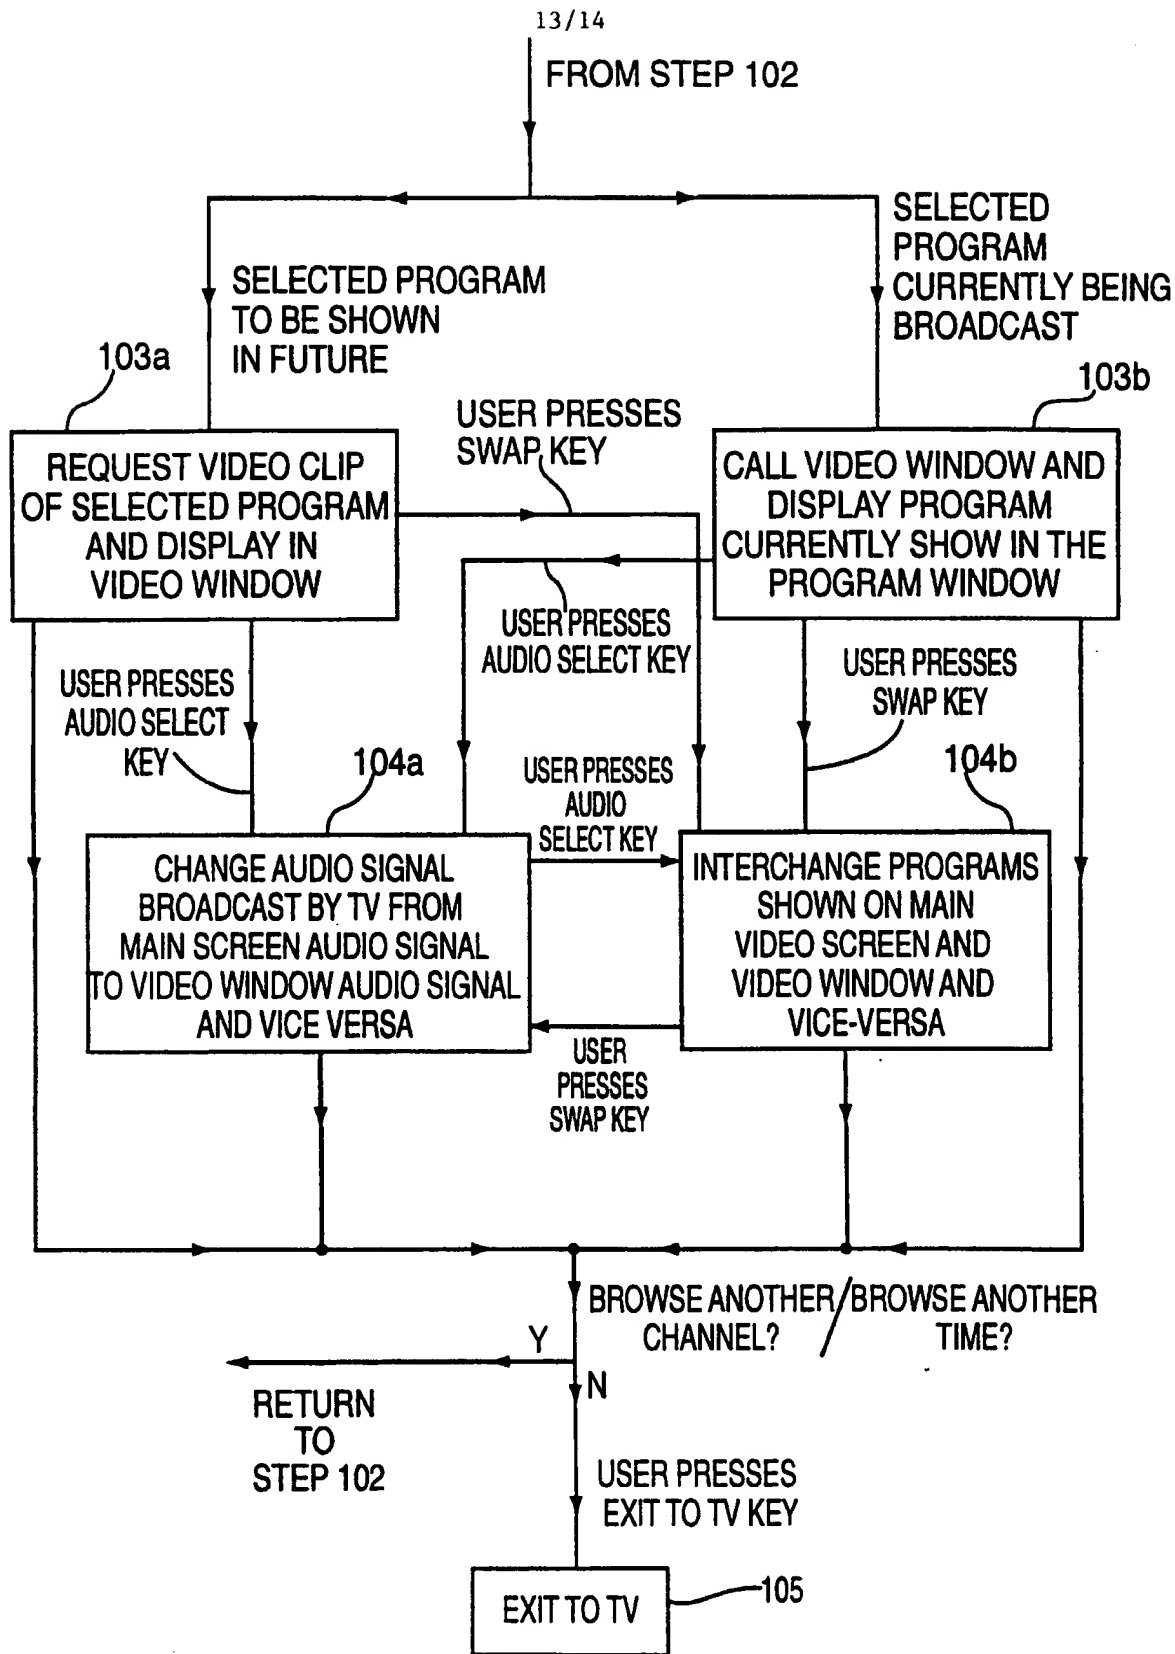 13/14
FROM STEP 102
SELECTED
PROGRAM
CURRENTLY BEING
BROADCAST
SELECTED PROGRAM
TO BE SHOWN
IN FUTURE
103a
103b
USER PRESSES
SWAP KEY
REQUEST VIDEO CLIP
OF SELECTED PROGRAM
AND DISPLAY IN
VIDEO WINDOW
CALL VIDEO WINDOW AND
DISPLAY PROGRAM
CURRENTLY SHOW IN THE
PROGRAM WINDOW
USER PRESSES
AUDIO SELECT KEY
USER PRESSES
AUDIO SELECT
KEY
USER PRESSES
SWAP KEY
104a
USER PRESSES
AUDIO
SELECT KEY
104b
CHANGE AUDIO SIGNAL
BROADCAST BY TV FROM
MAIN SCREEN AUDIO SIGNAL
TO VIDEO WINDOW AUDIO SIGNAL
AND VICE VERSA
INTERCHANGE PROGRAMS
SHOWN ON MAIN
VIDEO SCREEN AND
VIDEO WINDOW AND
VICE-VERSA
USER
PRESSES
SWAP KEY
BROWSE ANOTHER / BROWSE ANOTHER
CHANNEL? TIME?
Y
N
RETURN
TO
STEP 102
USER PRESSES
EXIT TO TV KEY
EXIT TO TV
105